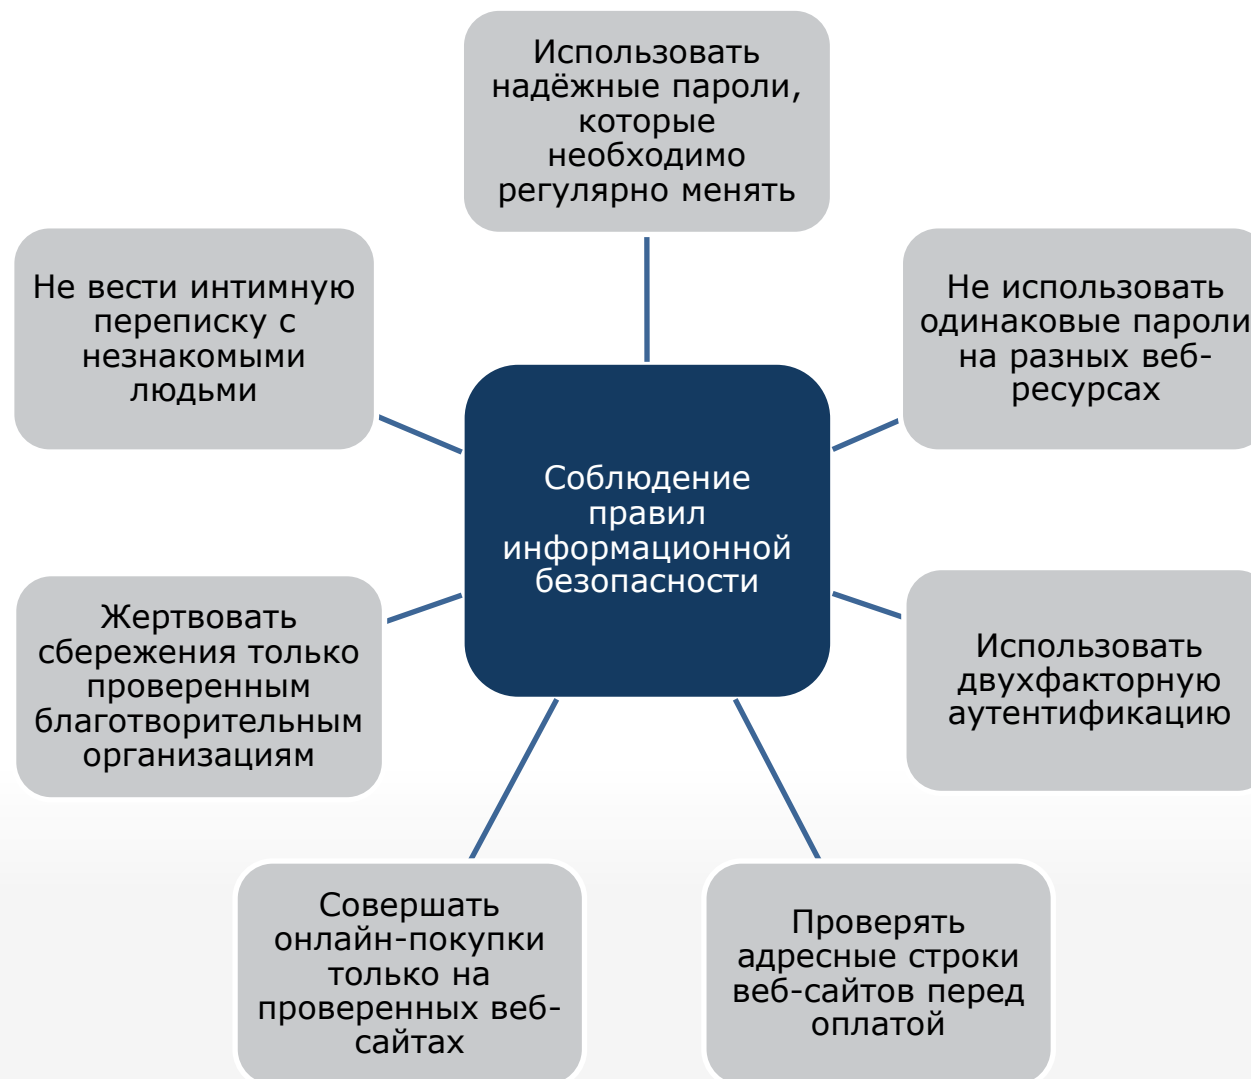 Использовать
надёжные пароли,
которые
необходимо
регулярно менять
Не вести интимную
переписку с
незнакомыми
людьми
Не использовать
одинаковые пароли
на разных веб-
ресурсах
Соблюдение
правил
информационной
безопасности
Жертвовать
сбережения только
проверенным
благотворительным
организациям
Использовать
двухфакторную
аутентификацию
Совершать
онлайн-покупки
только на
проверенных веб-
сайтах
Проверять
адресные строки
веб-сайтов перед
оплатой